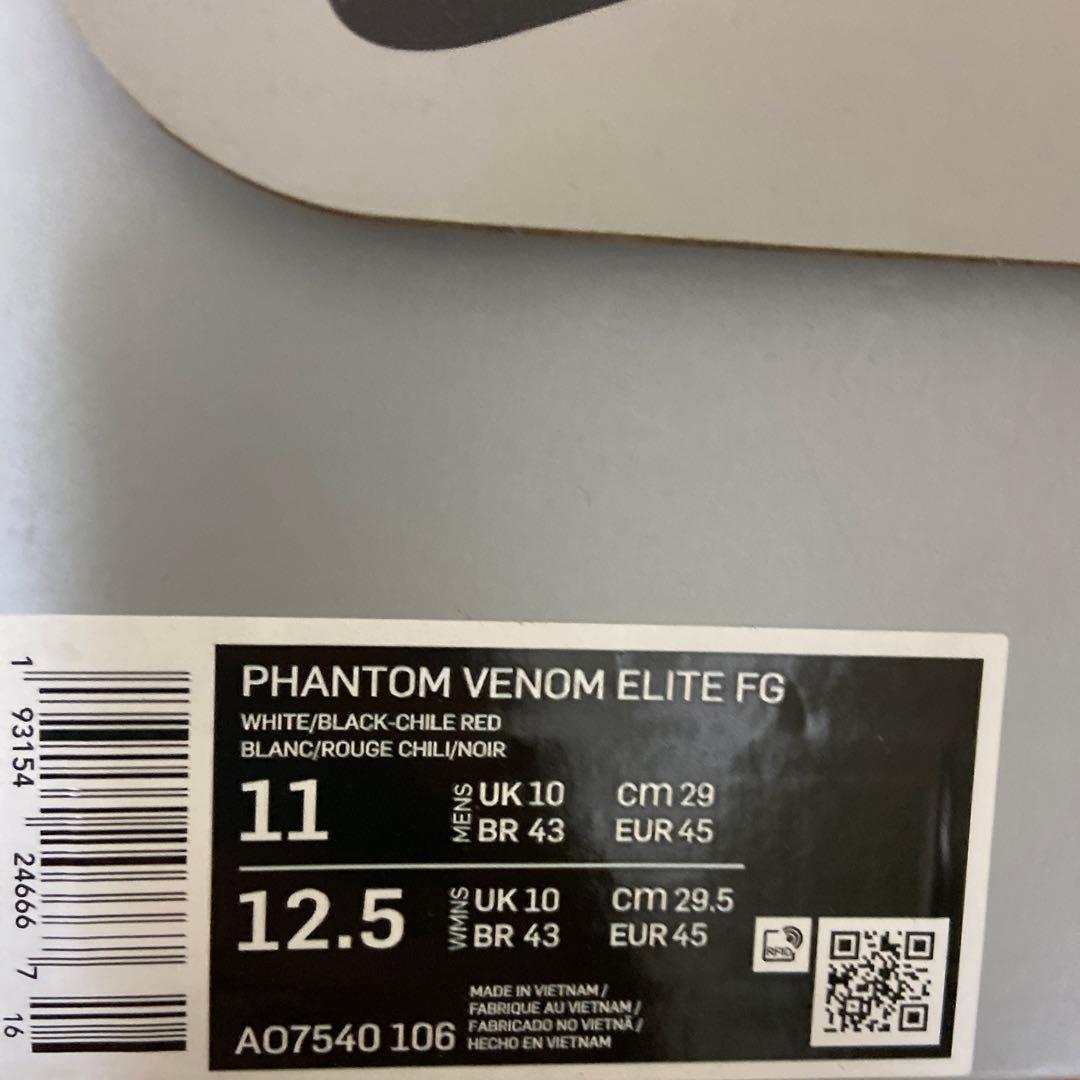 PHANTOM VENOM ELITE FG
WHITE/BLACK-CHILE RED
BLANC/ROUGE CHILI/NOIR
11 MENS UK 10 cm 29
BR 43 EUR 45
12.5 WMNS UK 10 cm 29.5
BR 43 EUR 45
RFID
MADE IN VIETNAM /
FABRIQUE AU VIETNAM /
FABRICADO NO VIETNÃ /
HECHO EN VIETNAM
AO7540 106
1 93154 24666 7 16